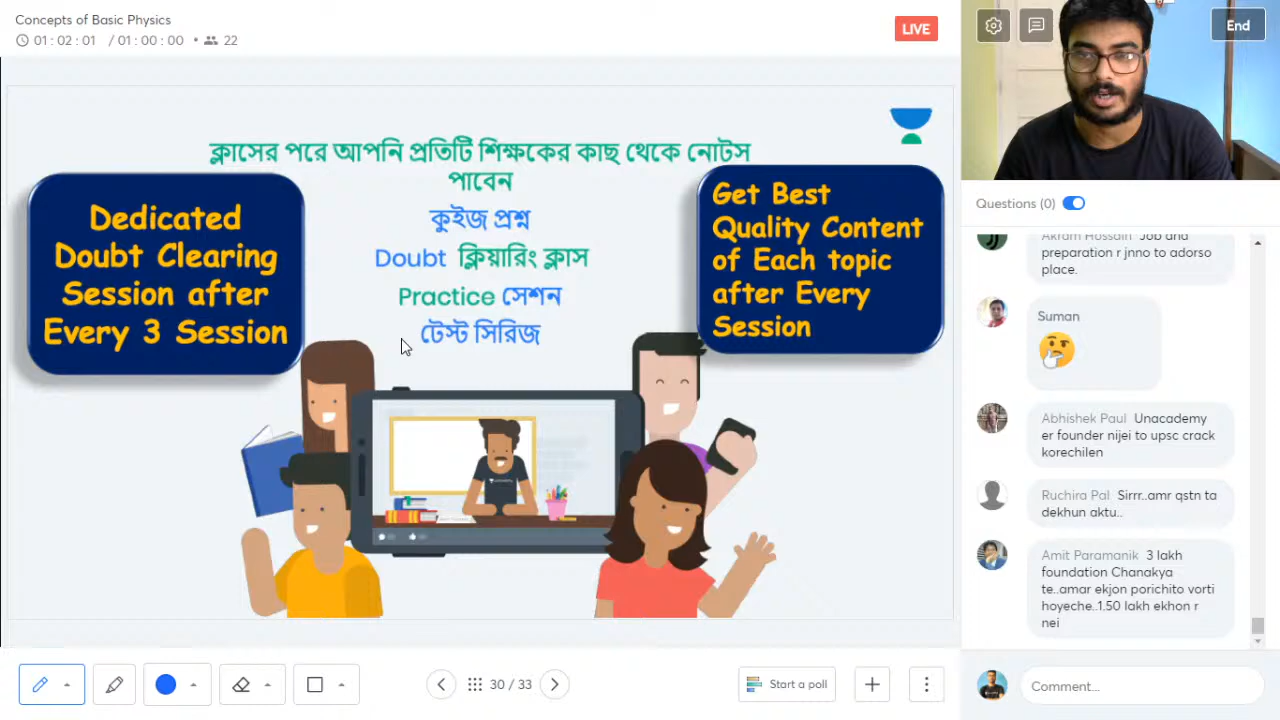 Concepts of Basic Physics
01 : 02 : 01 / 01 : 00 : 00 • 22
LIVE
End
ক্লাসের পরে আপনি প্রতিটি শিক্ষকের কাছ থেকে নোটস
পাবেন
কুইজ প্রশ্ন
Doubt ক্লিয়ারিং ক্লাস
Practice সেশন
টেস্ট সিরিজ
Dedicated
Doubt Clearing
Session after
Every 3 Session
Get Best
Quality Content
of Each topic
after Every
Session
Questions (0)
Akram Hossain Job and
preparation r jnno to adorso
place.
Suman
Abhishek Paul Unacademy
er founder nijei to upsc crack
korechilen
Ruchira Pal Sirrr..amr qstn ta
dekhun aktu..
Amit Paramanik 3 lakh
foundation Chanakya
te..amar ekjon porichito vorti
hoyeche..1.50 lakh ekhon r
nei
30 / 33
Start a poll
Comment...